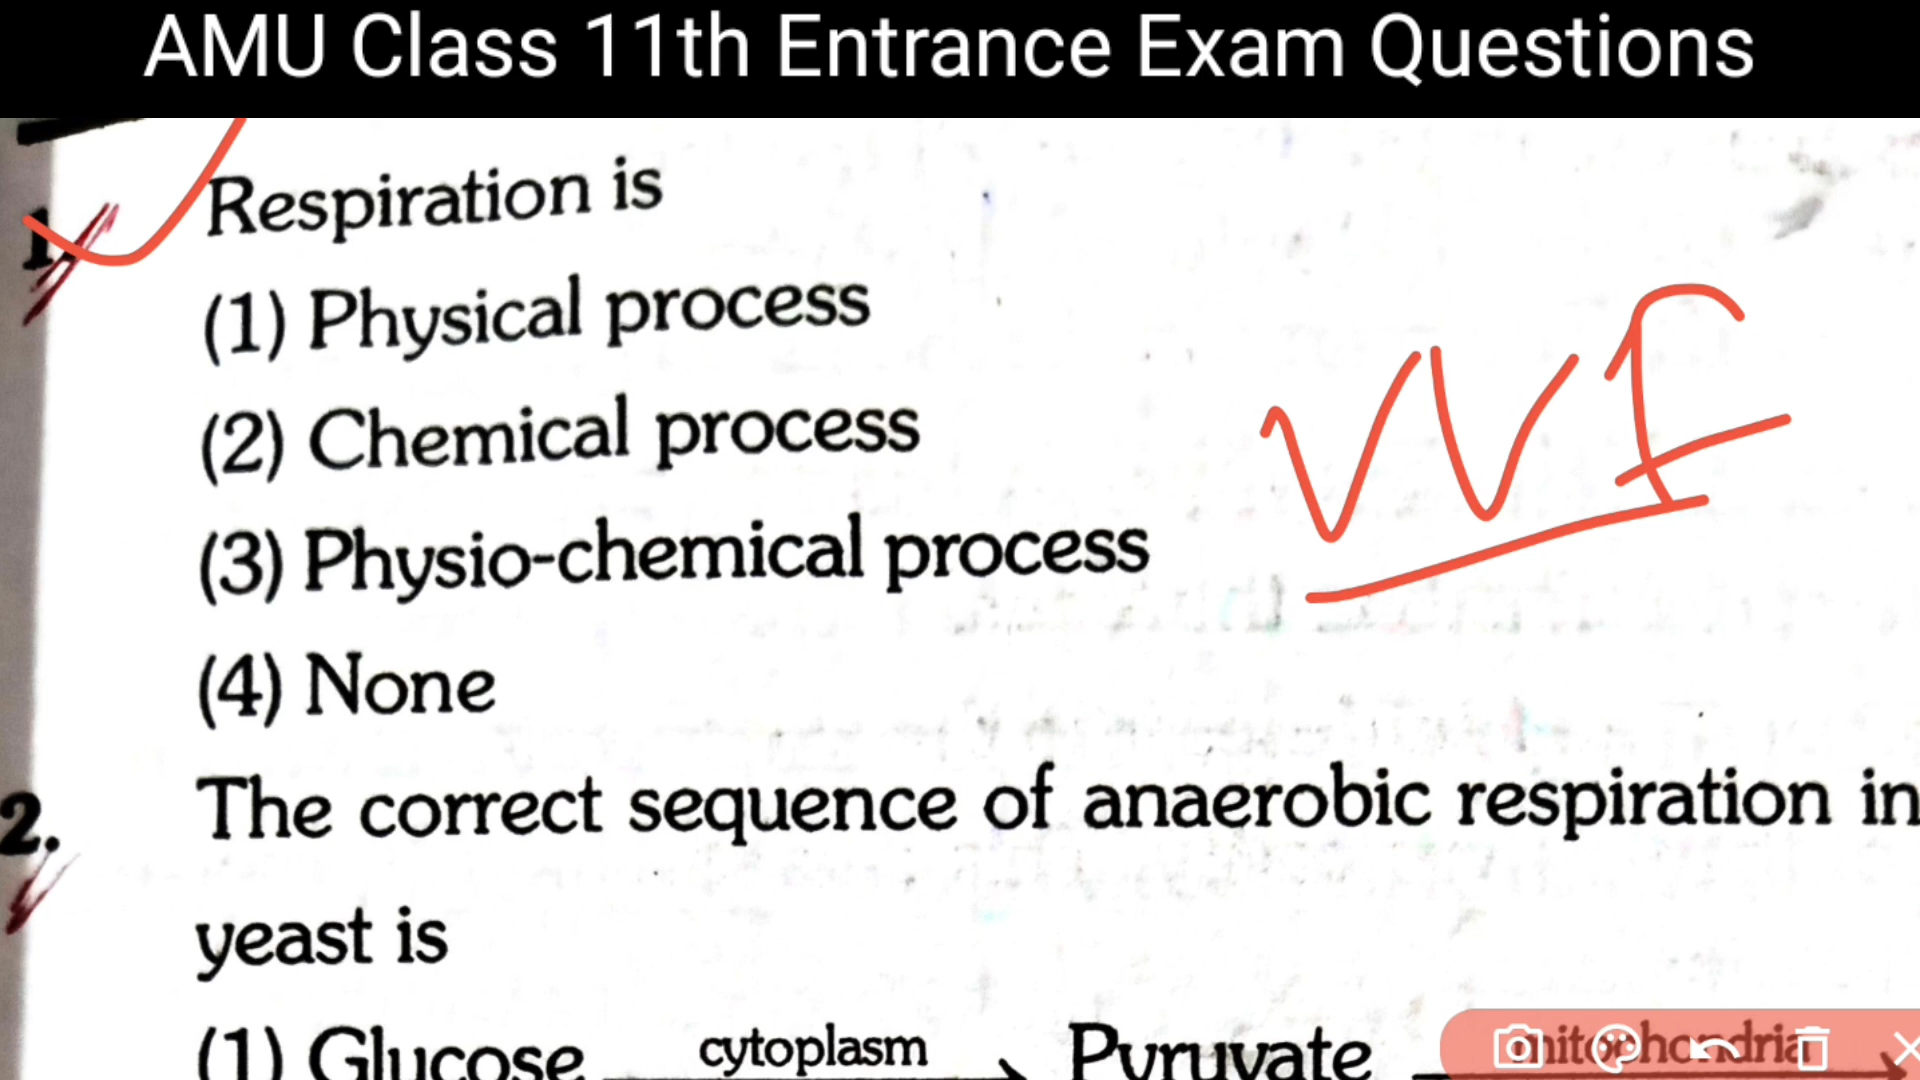 AMU Class 11th Entrance Exam Questions
1. Respiration is
(1) Physical process
(2) Chemical process
(3) Physio-chemical process
(4) None
VVI
2. The correct sequence of anaerobic respiration in
yeast is
(1) Glucose cytoplasm Pyruvate mitochondria